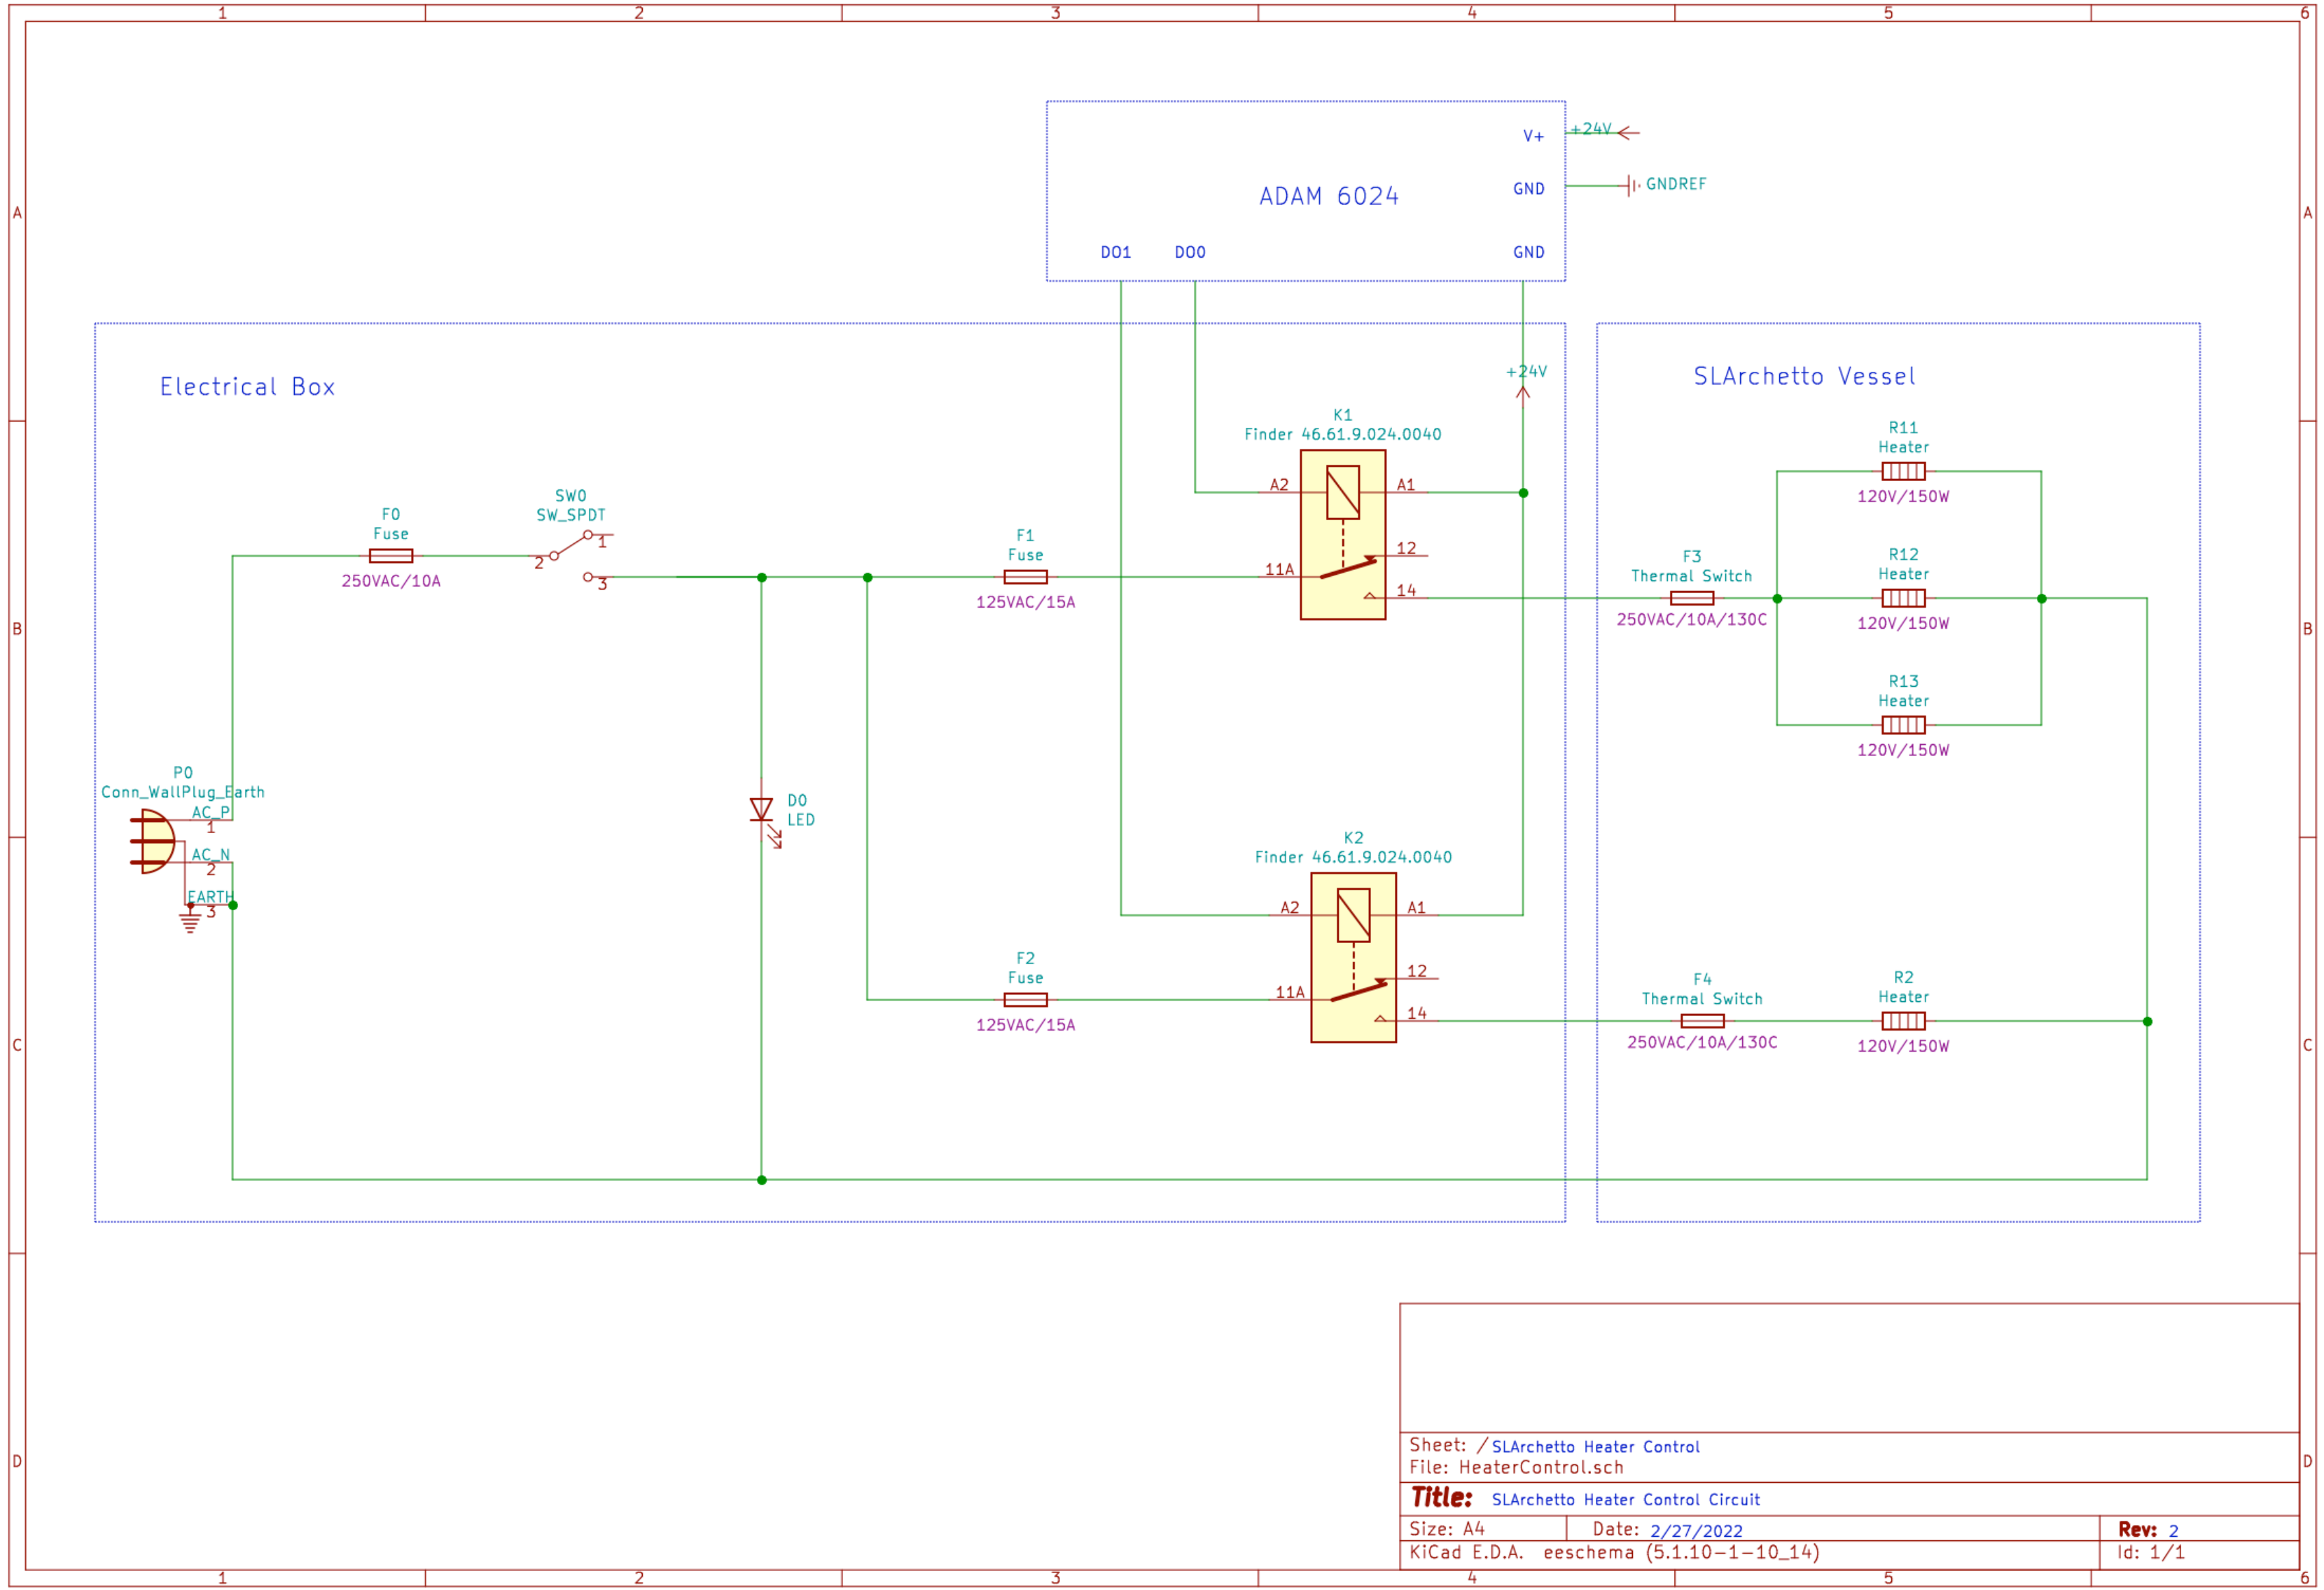 1 2 3 4 5 6
A
B
C
D
A
B
C
D
1 2 3 4 5 6
V+
+24V
ADAM 6024
GND
GNDREF
DO1
DO0
GND
Electrical Box
SLArchetto Vessel
+24V
K1
Finder 46.61.9.024.0040
A2
A1
12
11A
14
F0
Fuse
250VAC/10A
SW0
SW_SPDT
1
2
3
F1
Fuse
125VAC/15A
F3
Thermal Switch
250VAC/10A/130C
R11
Heater
120V/150W
R12
Heater
120V/150W
R13
Heater
120V/150W
P0
Conn_WallPlug_Earth
AC_P
1
AC_N
2
EARTH
3
D0
LED
K2
Finder 46.61.9.024.0040
A2
A1
12
11A
14
F2
Fuse
125VAC/15A
F4
Thermal Switch
250VAC/10A/130C
R2
Heater
120V/150W
Sheet: / SLArchetto Heater Control
File: HeaterControl.sch
Title: SLArchetto Heater Control Circuit
Size: A4
Date: 2/27/2022
Rev: 2
KiCad E.D.A. eeschema (5.1.10-1-10_14)
Id: 1/1